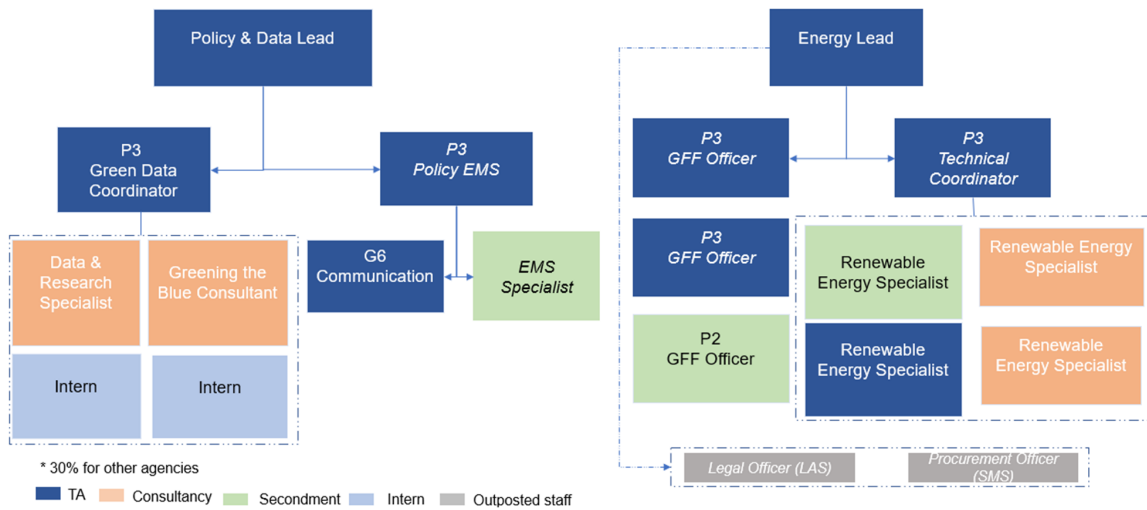 Policy & Data Lead
P3
Green Data
Coordinator
P3
Policy EMS
Data &
Research
Specialist
Greening the
Blue Consultant
Intern
Intern
G6
Communication
EMS
Specialist
Energy Lead
P3
GFF Officer
P3
Technical
Coordinator
P3
GFF Officer
P2
GFF Officer
Renewable
Energy Specialist
Renewable Energy
Specialist
Renewable
Energy Specialist
Renewable
Energy Specialist
Legal Officer (LAS)
Procurement Officer
(SMS)
* 30% for other agencies
TA
Consultancy
Secondment
Intern
Outposted staff